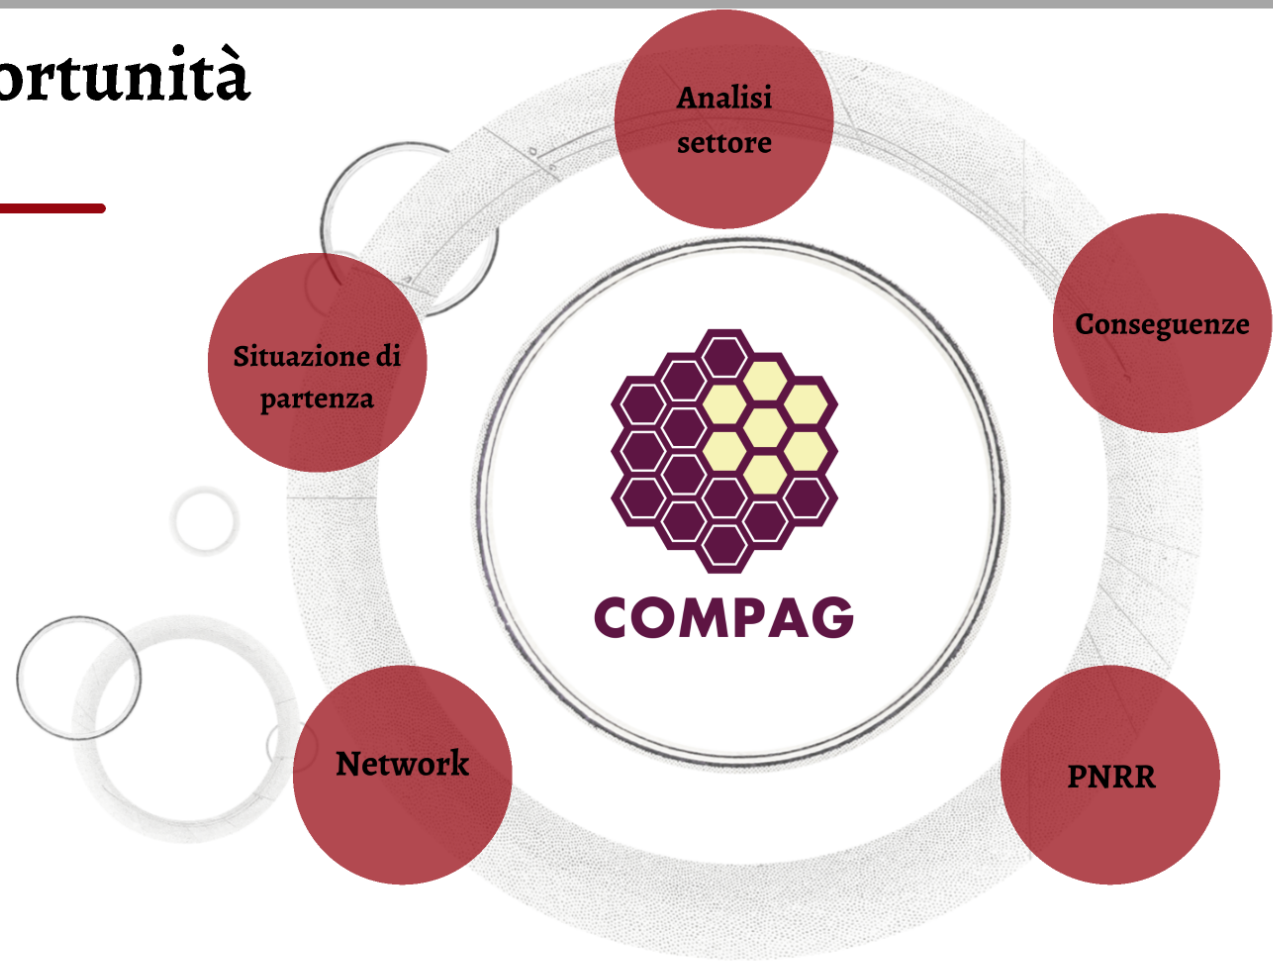 ortunità
Analisi
settore
Conseguenze
Situazione di
partenza
COMPAG
Network
PNRR